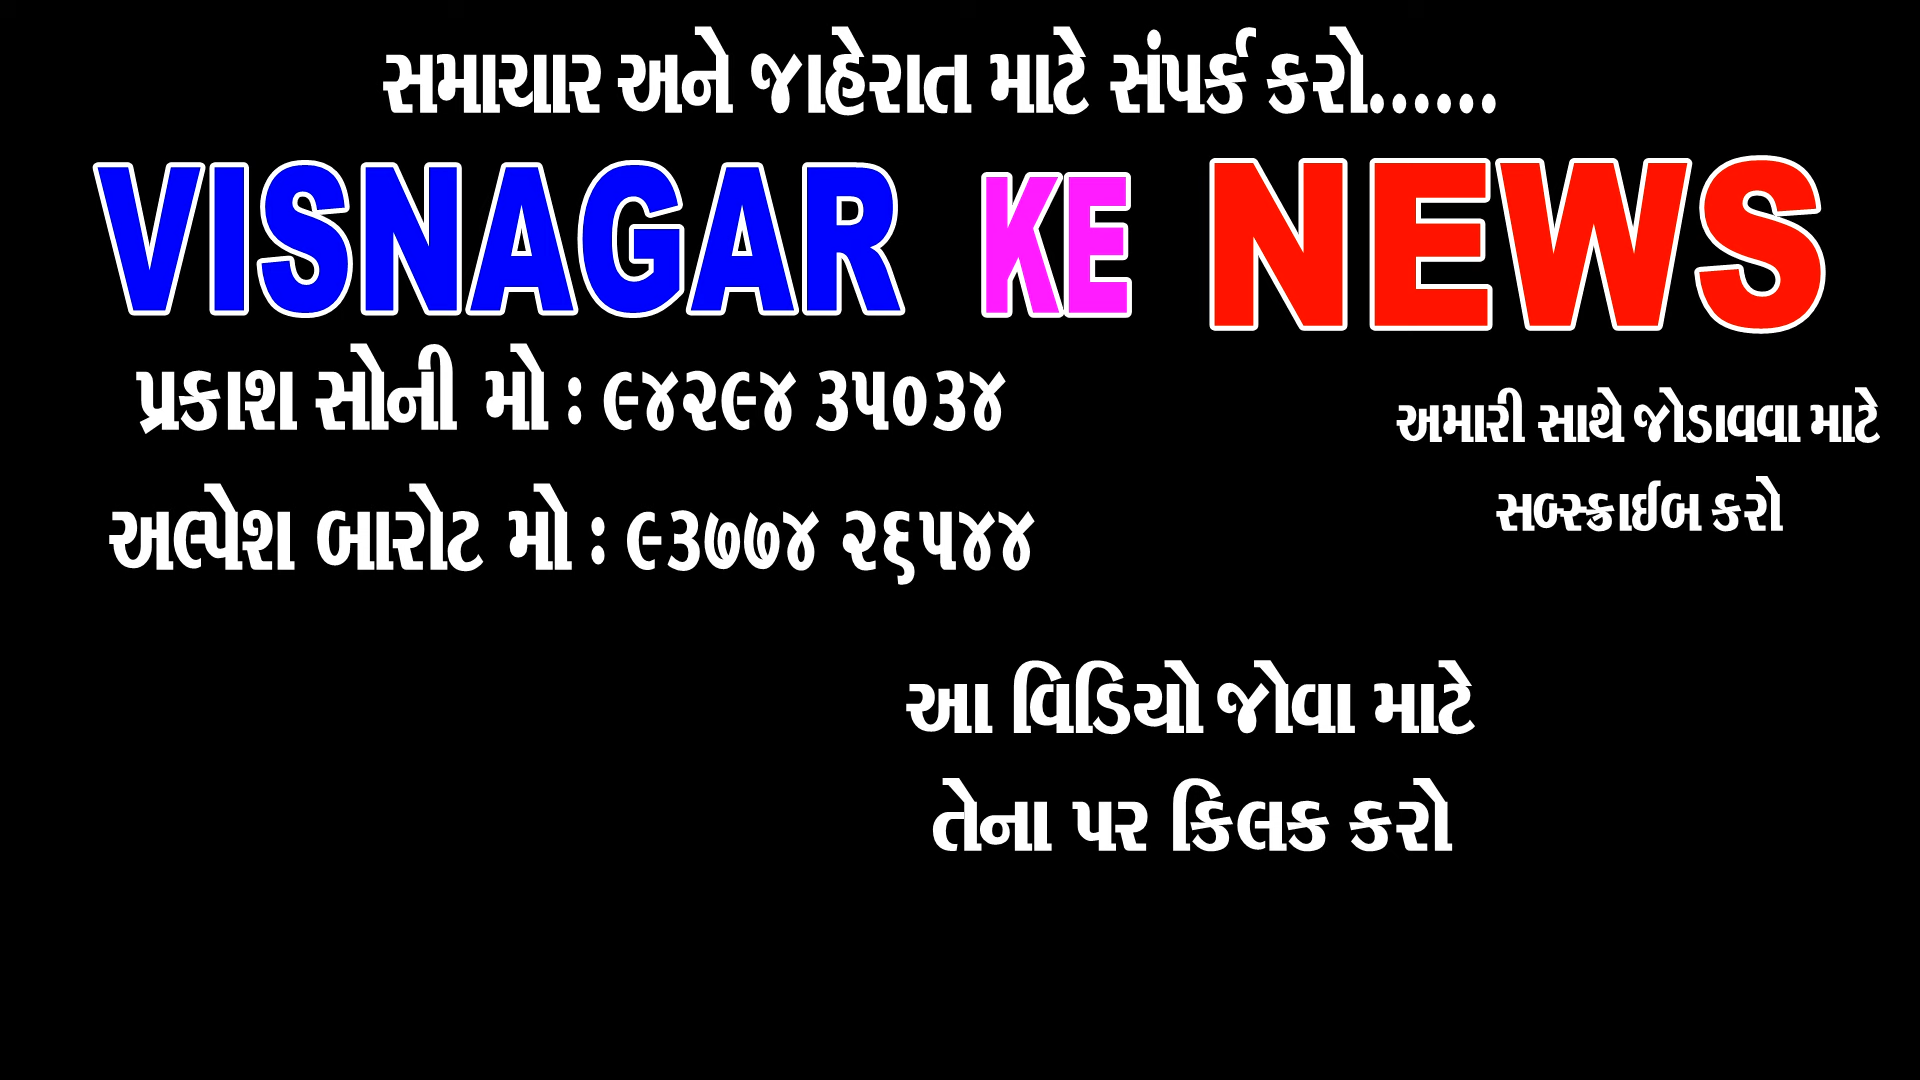 સમાચાર અને જાહેરાત માટે સંપર્ક કરો......
VISNAGAR KE NEWS
પ્રકાશ સોની મો : ૯૪૨૯૪ ૩૫૦૩૪
અલ્પેશ બારોટ મો : ૯૩૭૭૪ ૨૬૫૪૪
અમારી સાથે જોડાવવા માટે
સબ્સ્ક્રાઈબ કરો
આ વિડિયો જોવા માટે
તેના પર કિલક કરો